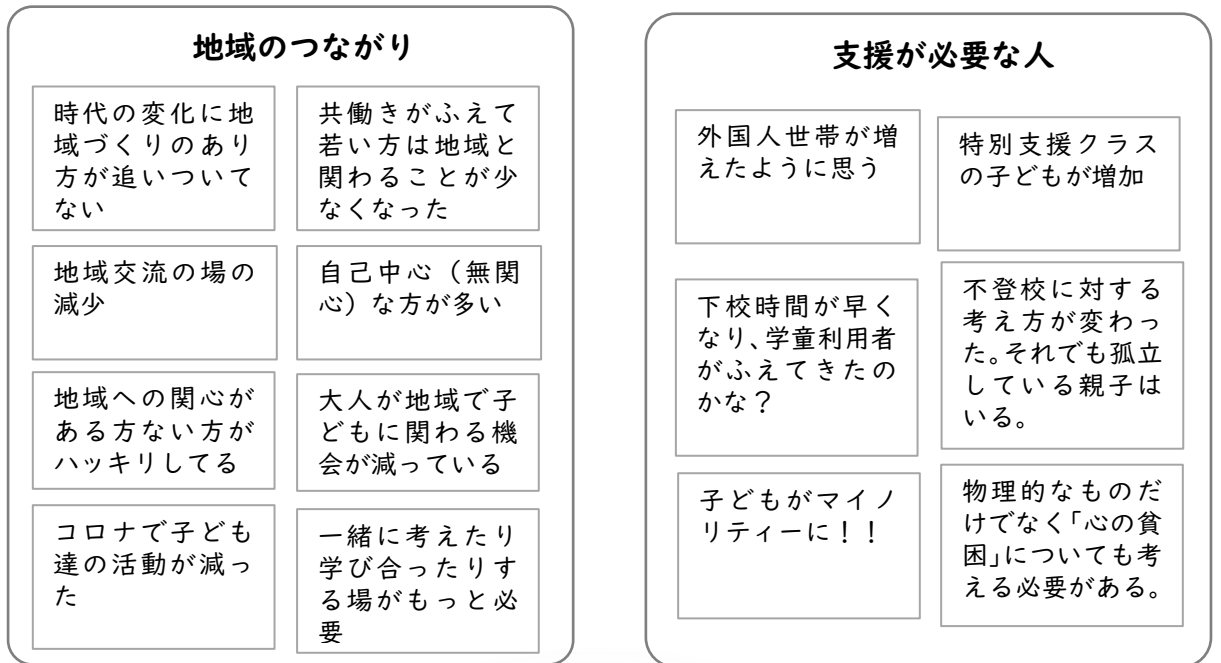 地域のつながり
時代の変化に地
域づくりのあり
方が追いついて
ない
共働きがふえて
若い方は地域と
関わることが少
なくなった
地域交流の場の
減少
自己中心（無関
心）な方が多い
地域への関心が
ある方ない方が
ハッキリしてる
大人が地域で子
どもに関わる機
会が減っている
コロナで子ども
達の活動が減っ
た
一緒に考えたり
学び合ったりす
る場がもっと必
要
支援が必要な人
外国人世帯が増
えたように思う
特別支援クラス
の子どもが増加
下校時間が早く
なり、学童利用者
がふえてきたの
かな？
不登校に対する
考え方が変わっ
た。それでも孤立
している親子は
いる。
子どもがマイノ
リティーに！！
物理的なものだ
けでなく「心の貧
困」についても考
える必要がある。